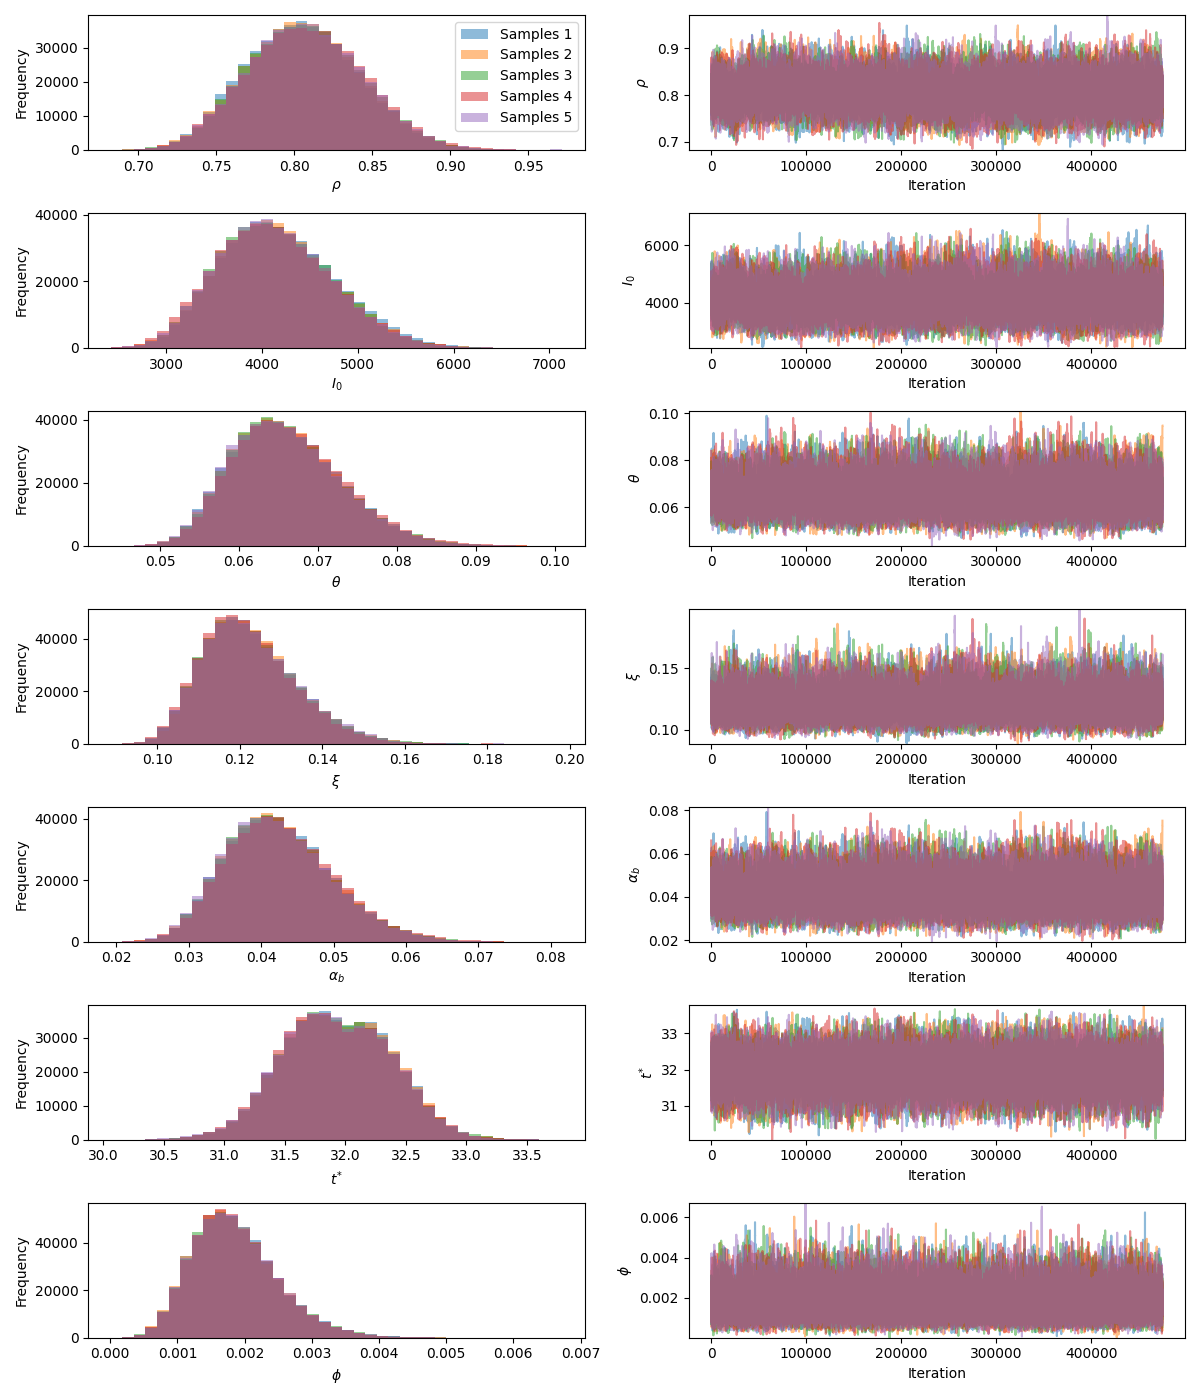 Frequency
30000
20000
10000
0
0.70 0.75 0.80 0.85 0.90 0.95
ρ
Samples 1
Samples 2
Samples 3
Samples 4
Samples 5
ρ
0.9
0.8
0.7
0 100000 200000 300000 400000
Iteration
Frequency
40000
20000
0
3000 4000 5000 6000 7000
I₀
I₀
6000
4000
0 100000 200000 300000 400000
Iteration
Frequency
40000
20000
0
0.05 0.06 0.07 0.08 0.09 0.10
θ
θ
0.10
0.08
0.06
0 100000 200000 300000 400000
Iteration
Frequency
40000
20000
0
0.10 0.12 0.14 0.16 0.18 0.20
ξ
ξ
0.15
0.10
0 100000 200000 300000 400000
Iteration
Frequency
40000
20000
0
0.02 0.03 0.04 0.05 0.06 0.07 0.08
α_b
α_b
0.08
0.06
0.04
0.02
0 100000 200000 300000 400000
Iteration
Frequency
30000
20000
10000
0
30.0 30.5 31.0 31.5 32.0 32.5 33.0 33.5
t*
t*
33
32
31
0 100000 200000 300000 400000
Iteration
Frequency
40000
20000
0
0.000 0.001 0.002 0.003 0.004 0.005 0.006 0.007
ϕ
ϕ
0.006
0.004
0.002
0 100000 200000 300000 400000
Iteration